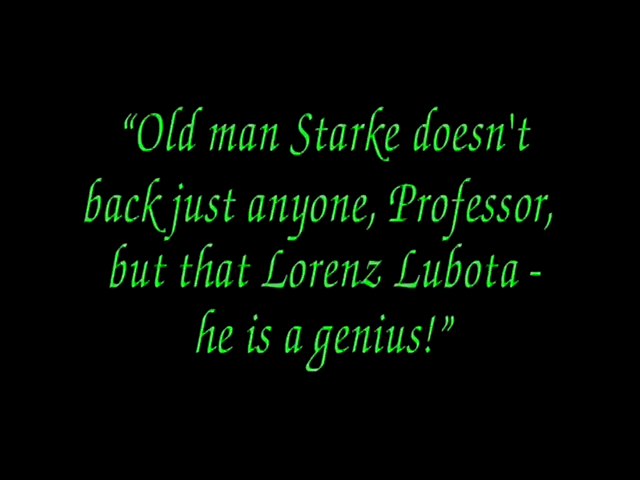 “Old man Starke doesn't
back just anyone, Professor,
but that Lorenz Lubota -
he is a genius!”